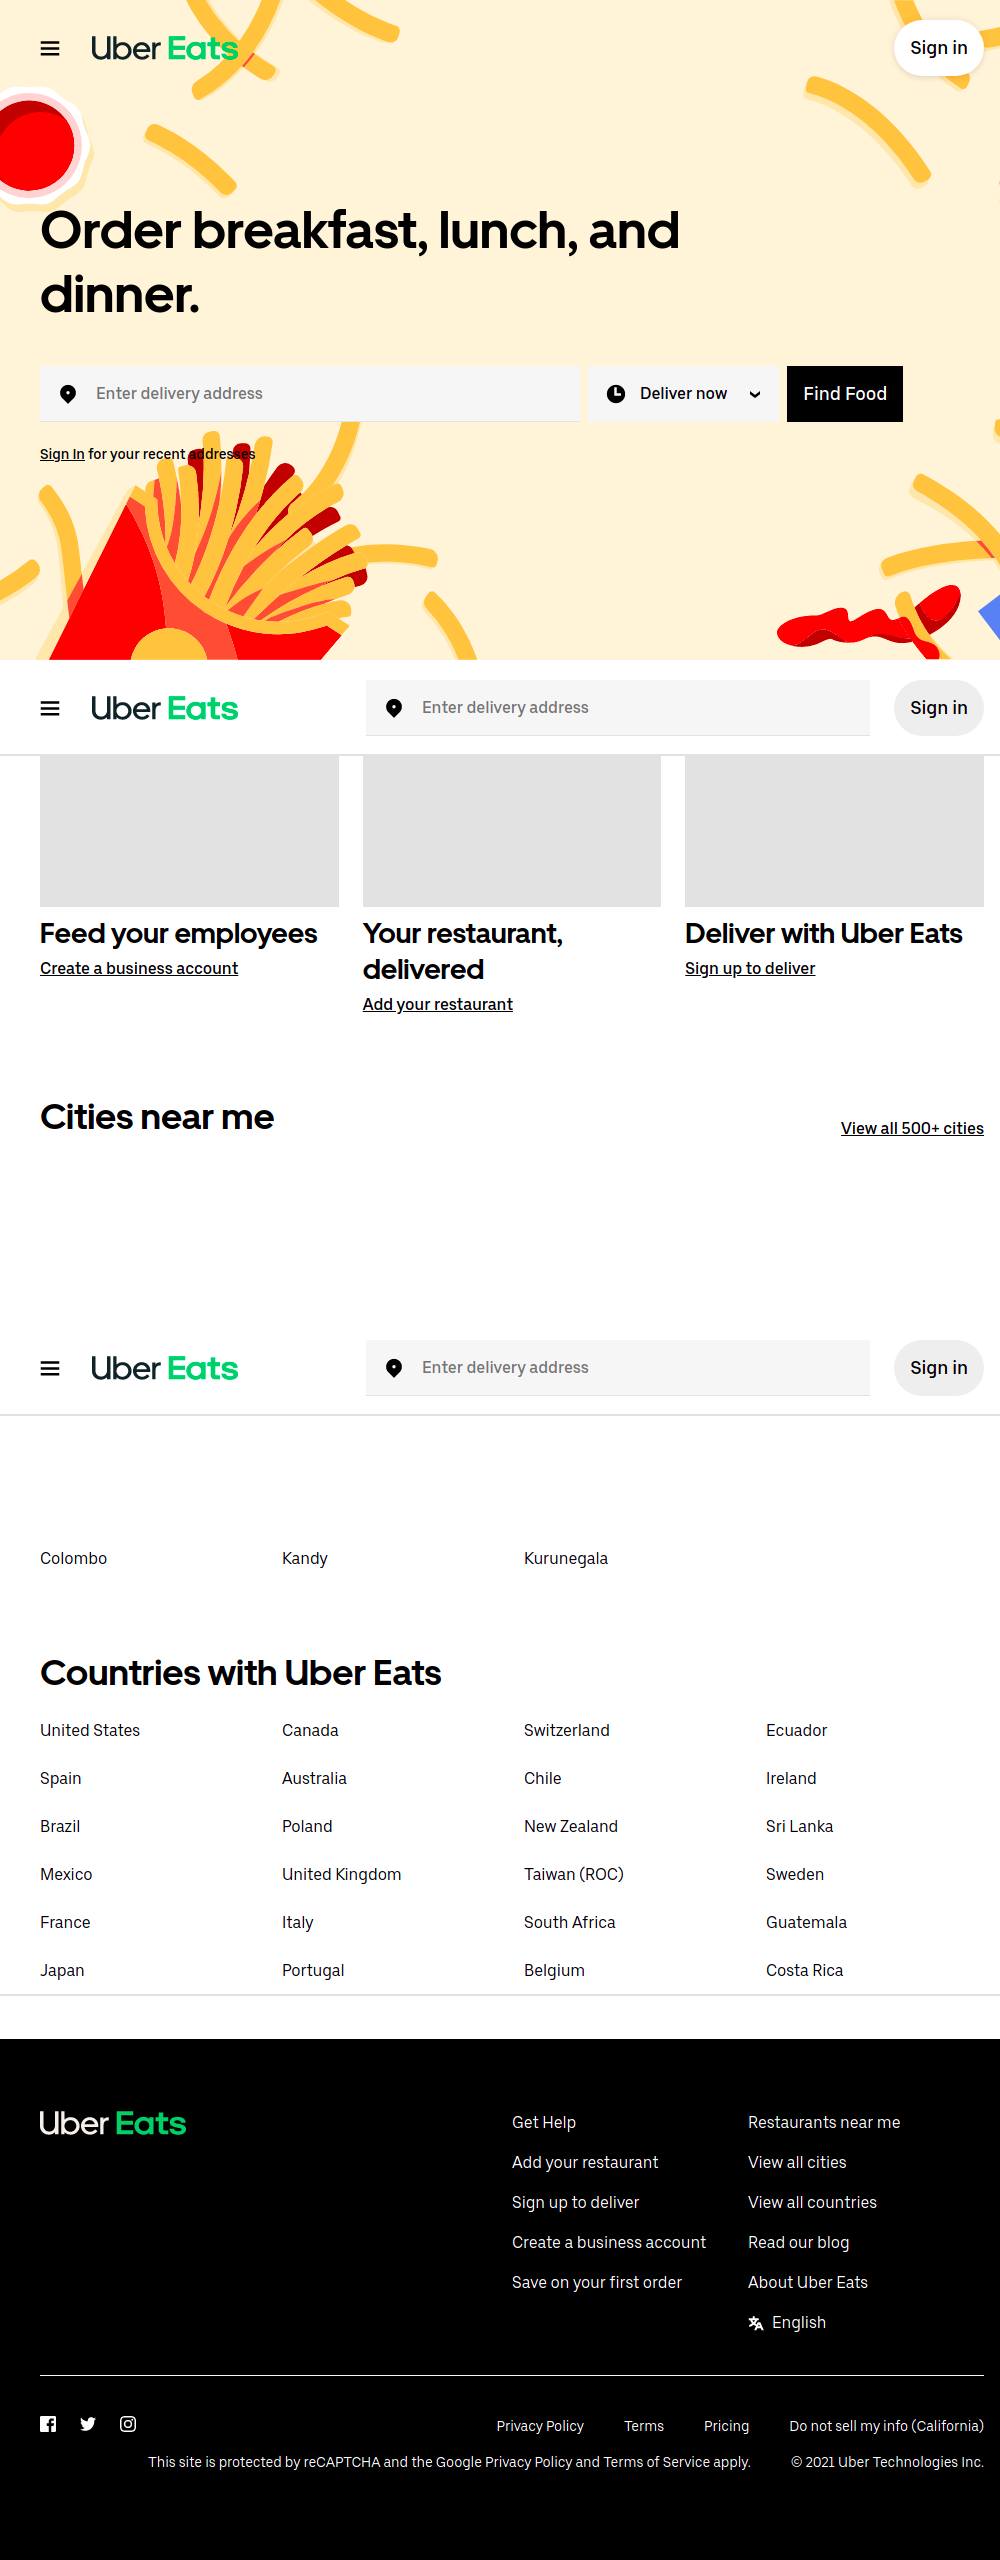 Uber Eats
Sign in
Order breakfast, lunch, and
dinner.
Enter delivery address
Deliver now
Find Food
Sign In for your recent addresses
Uber Eats
Enter delivery address
Sign in
Feed your employees
Create a business account
Your restaurant,
delivered
Add your restaurant
Deliver with Uber Eats
Sign up to deliver
Cities near me
View all 500+ cities
Uber Eats
Enter delivery address
Sign in
Colombo
Kandy
Kurunegala
Countries with Uber Eats
United States
Canada
Switzerland
Ecuador
Spain
Australia
Chile
Ireland
Brazil
Poland
New Zealand
Sri Lanka
Mexico
United Kingdom
Taiwan (ROC)
Sweden
France
Italy
South Africa
Guatemala
Japan
Portugal
Belgium
Costa Rica
Uber Eats
Get Help
Add your restaurant
Sign up to deliver
Create a business account
Save on your first order
Restaurants near me
View all cities
View all countries
Read our blog
About Uber Eats
English
Privacy Policy
Terms
Pricing
Do not sell my info (California)
This site is protected by reCAPTCHA and the Google Privacy Policy and Terms of Service apply.
© 2021 Uber Technologies Inc.